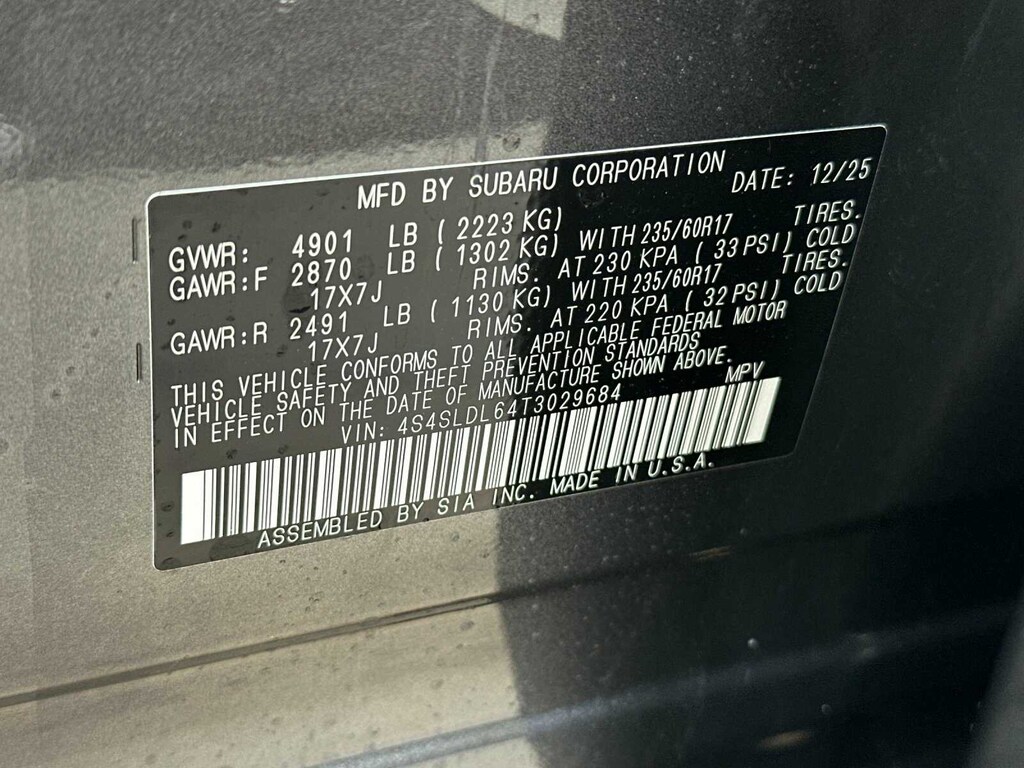 MFD BY SUBARU CORPORATION DATE: 12/25
GVWR: 4901 LB ( 2223 KG)
GAWR:F 2870 LB ( 1302 KG) WITH 235/60R17 TIRES.
17X7J RIMS. AT 230 KPA ( 33 PSI) COLD
GAWR:R 2491 LB ( 1130 KG) WITH 235/60R17 TIRES.
17X7J RIMS. AT 220 KPA ( 32 PSI) COLD
THIS VEHICLE CONFORMS TO ALL APPLICABLE FEDERAL MOTOR
VEHICLE SAFETY AND THEFT PREVENTION STANDARDS
IN EFFECT ON THE DATE OF MANUFACTURE SHOWN ABOVE.
VIN: 4S4SLDL64T3029684 MPV
ASSEMBLED BY SIA INC. MADE IN U.S.A.